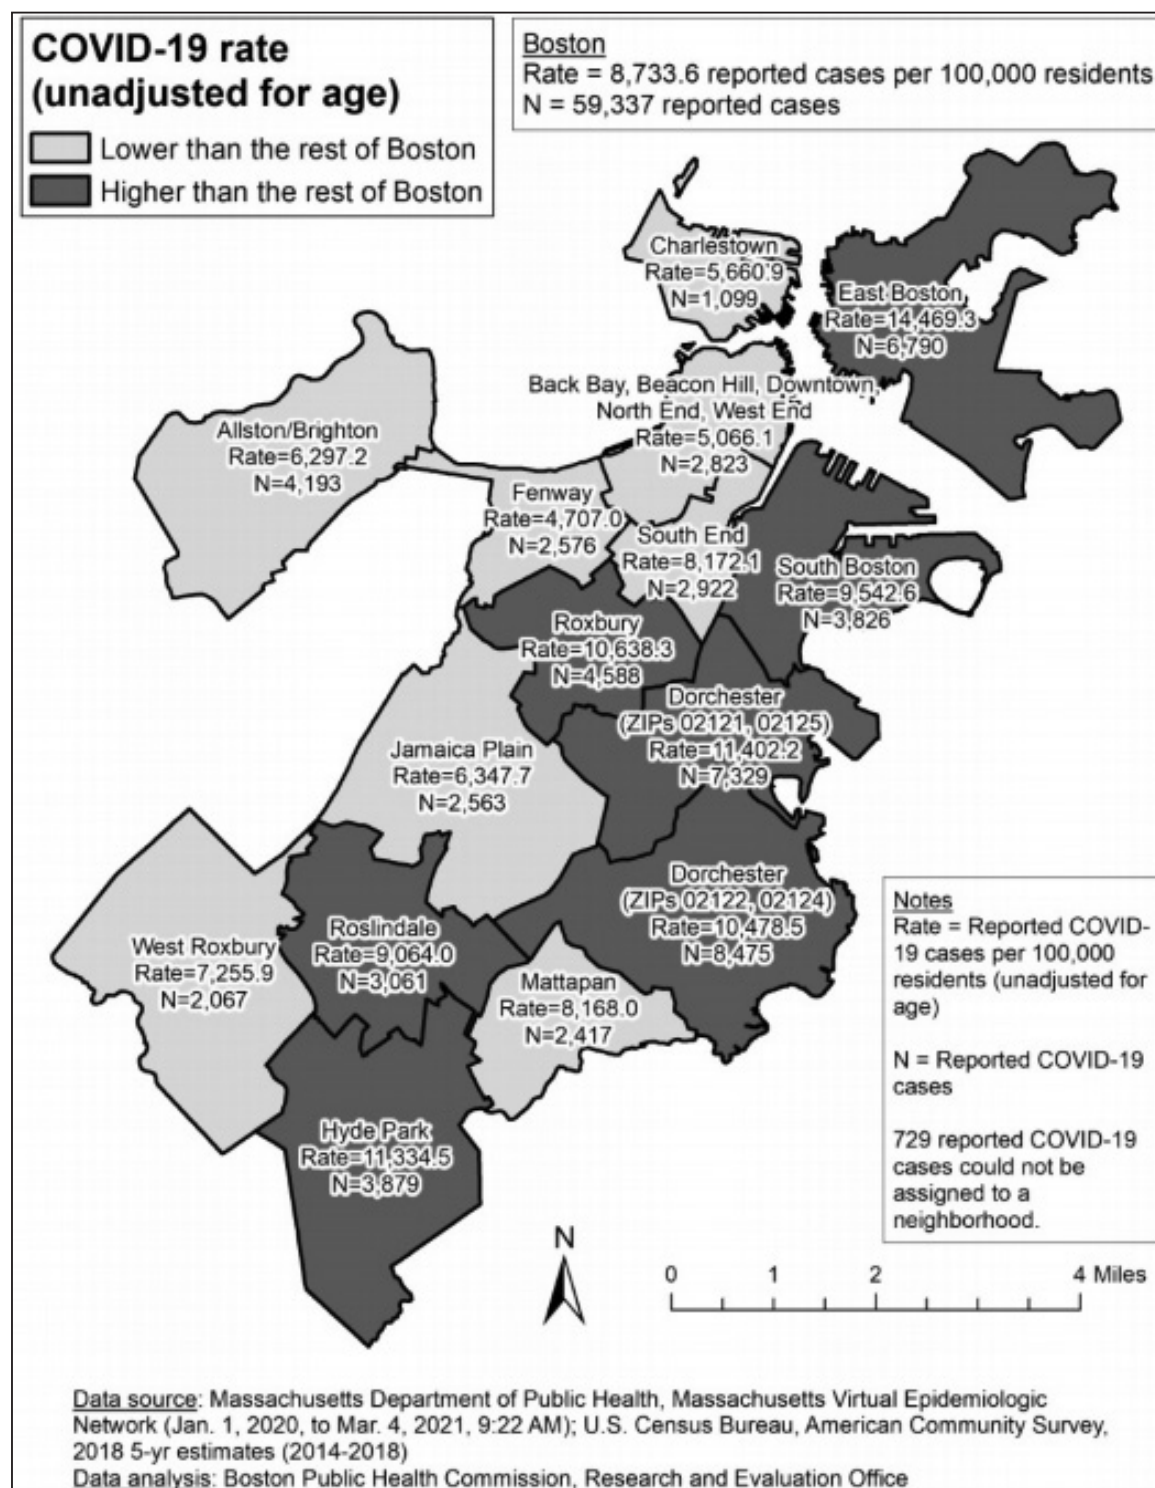 COVID-19 rate
(unadjusted for age)
Lower than the rest of Boston
Higher than the rest of Boston
Boston
Rate = 8,733.6 reported cases per 100,000 residents
N = 59,337 reported cases
Charlestown
Rate=5,660.9
N=1,099
East Boston
Rate=14,469.3
N=6,790
Back Bay, Beacon Hill, Downtown,
North End, West End
Rate=5,066.1
N=2,823
Allston/Brighton
Rate=6,297.2
N=4,193
Fenway
Rate=4,707.0
N=2,576
South End
Rate=8,172.1
N=2,922
South Boston
Rate=9,542.6
N=3,826
Roxbury
Rate=10,638.3
N=4,588
Dorchester
(ZIPs 02121, 02125)
Rate=11,402.2
N=7,329
Jamaica Plain
Rate=6,347.7
N=2,563
Dorchester
(ZIPs 02122, 02124)
Rate=10,478.5
N=8,475
West Roxbury
Rate=7,255.9
N=2,067
Roslindale
Rate=9,064.0
N=3,061
Mattapan
Rate=8,168.0
N=2,417
Hyde Park
Rate=11,334.5
N=3,879
Notes
Rate = Reported COVID-
19 cases per 100,000
residents (unadjusted for
age)
N = Reported COVID-19
cases
729 reported COVID-19
cases could not be
assigned to a
neighborhood.
N
0 1 2 4 Miles
Data source: Massachusetts Department of Public Health, Massachusetts Virtual Epidemiologic
Network (Jan. 1, 2020, to Mar. 4, 2021, 9:22 AM); U.S. Census Bureau, American Community Survey,
2018 5-yr estimates (2014-2018)
Data analysis: Boston Public Health Commission, Research and Evaluation Office